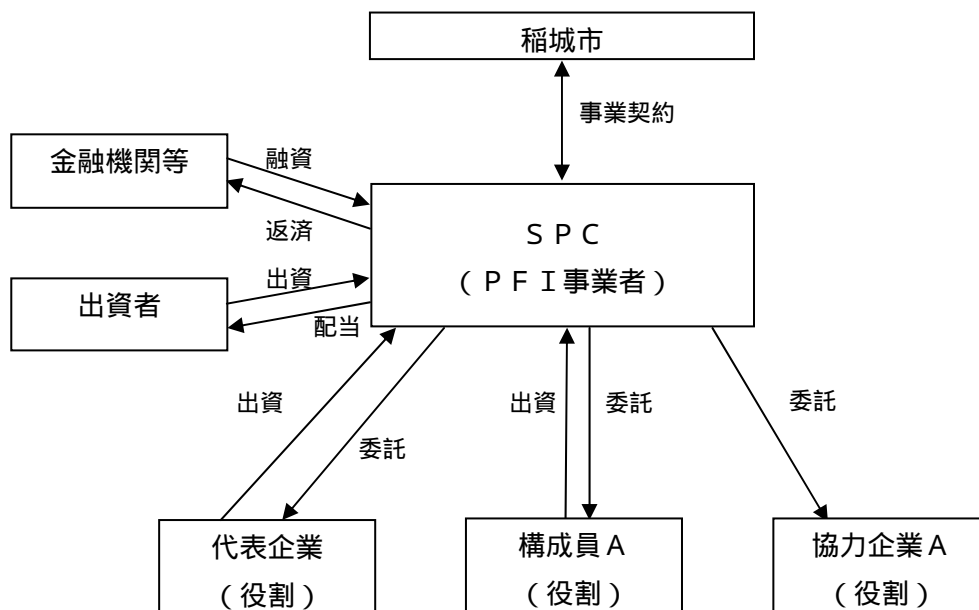 稲城市
事業契約
金融機関等
融資
返済
ＳＰＣ
（ＰＦＩ事業者）
出資者
出資
配当
出資
委託
出資
委託
委託
代表企業
（役割）
構成員Ａ
（役割）
協力企業Ａ
（役割）